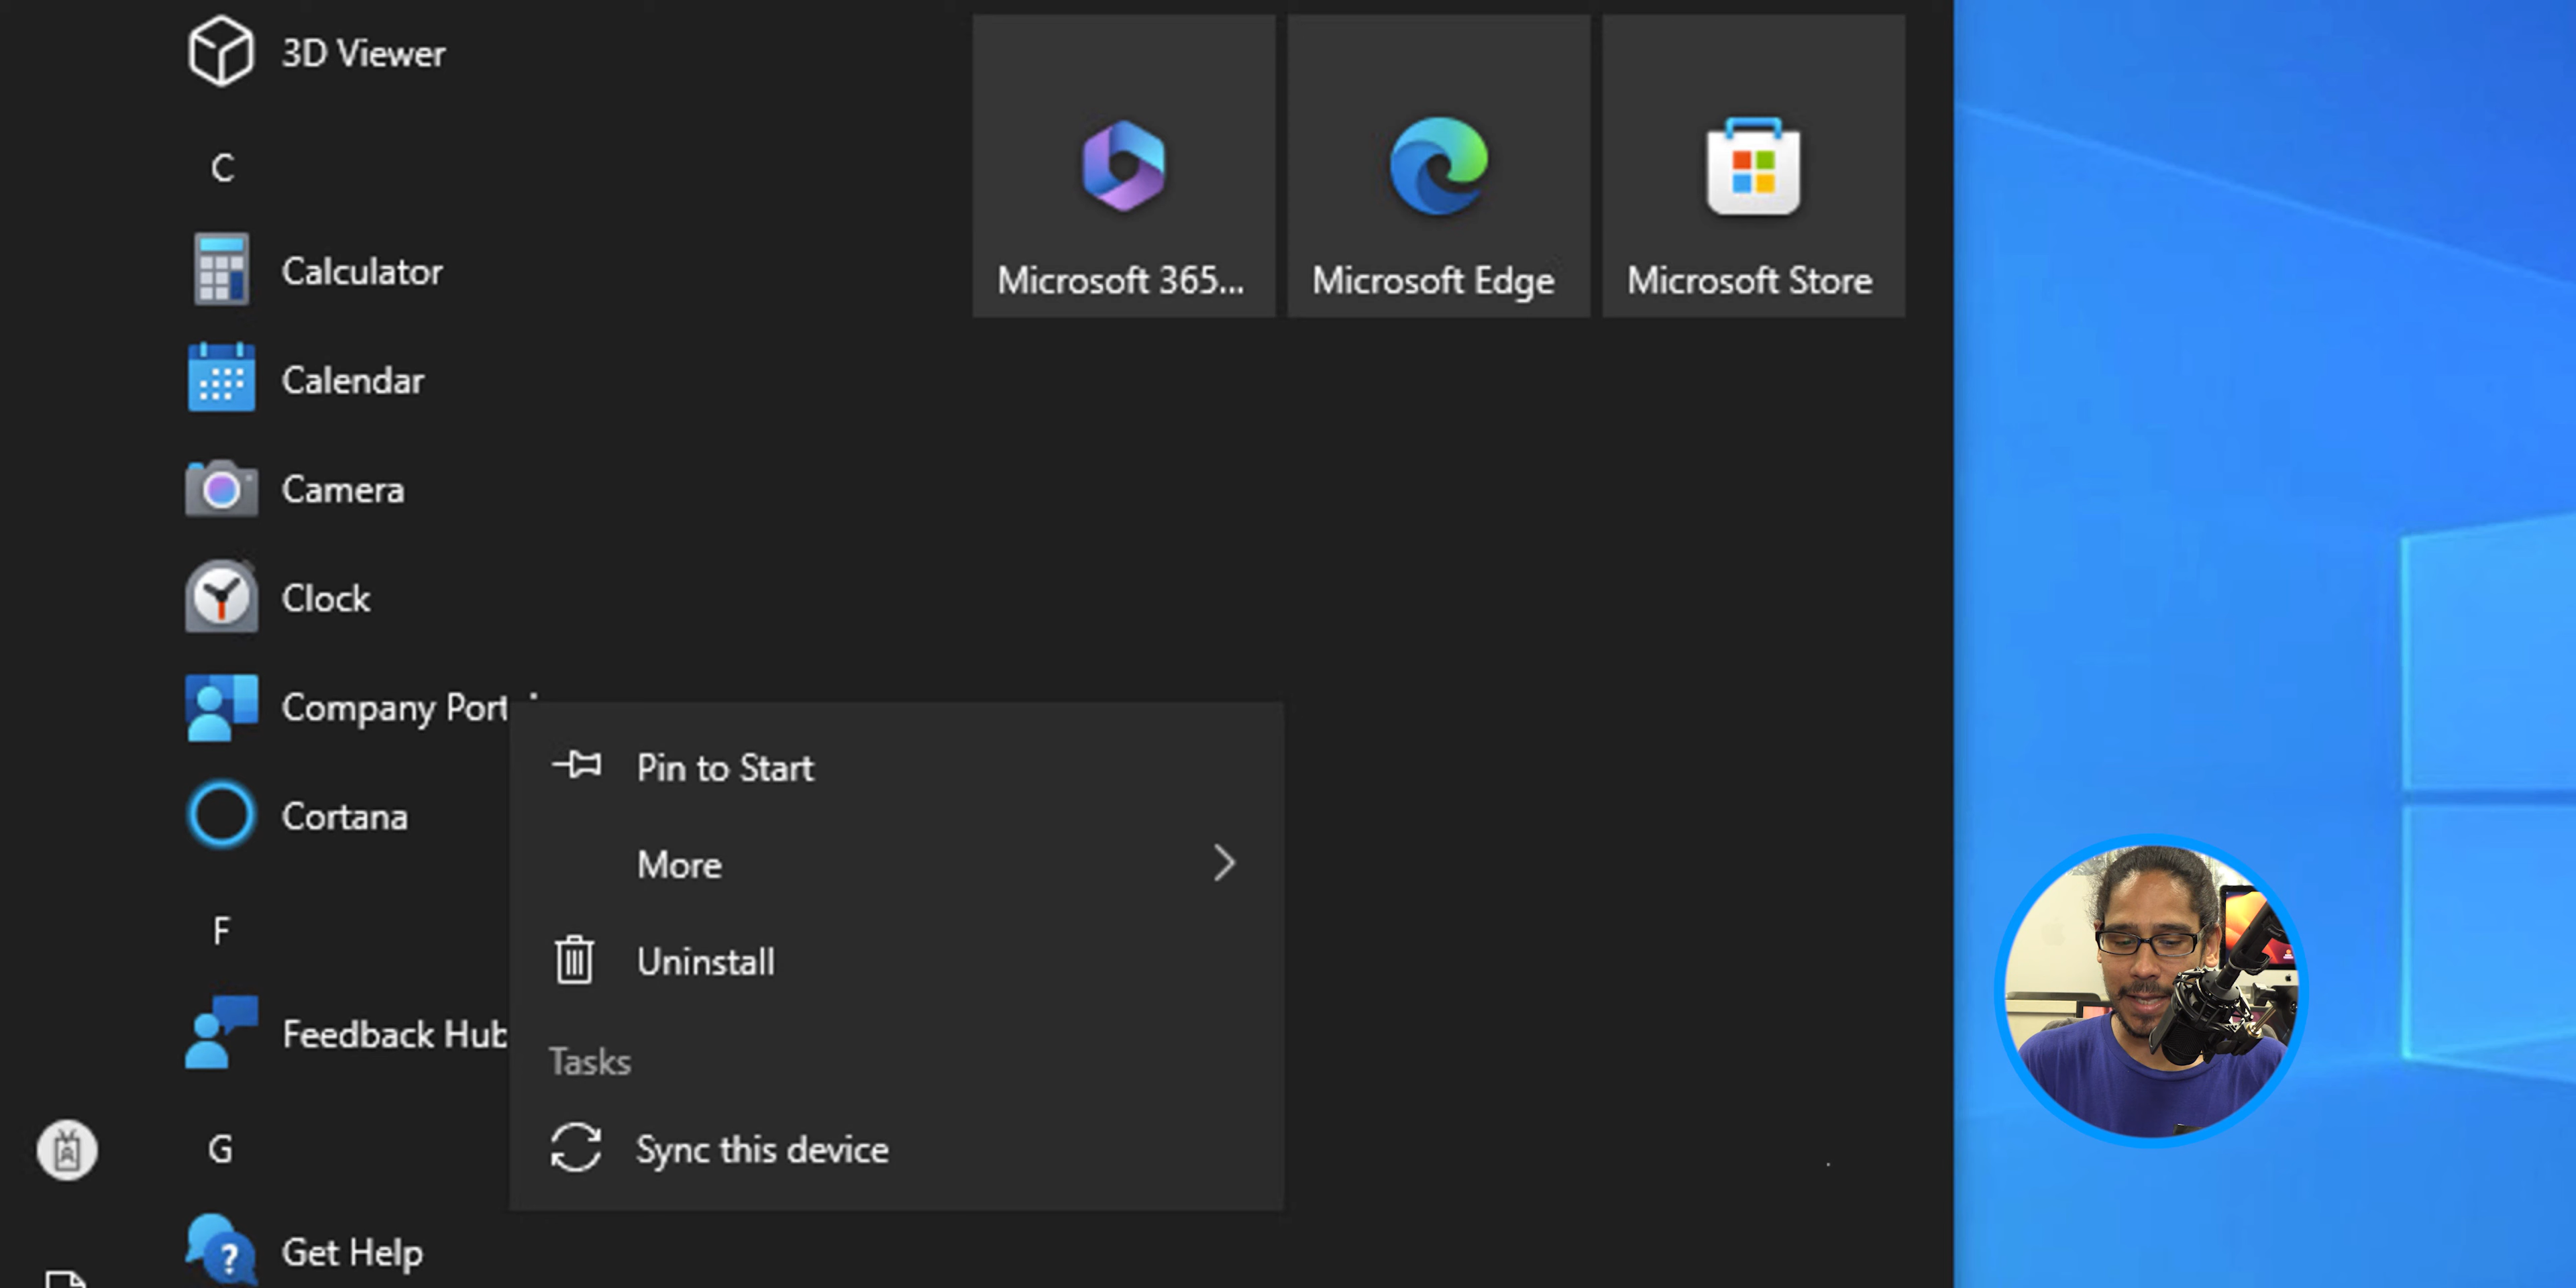 3D Viewer
C
Calculator
Calendar
Camera
Clock
Company Port
Cortana
F
Feedback Hub
G
Get Help
Microsoft 365...
Microsoft Edge
Microsoft Store
Pin to Start
More
Uninstall
Tasks
Sync this device